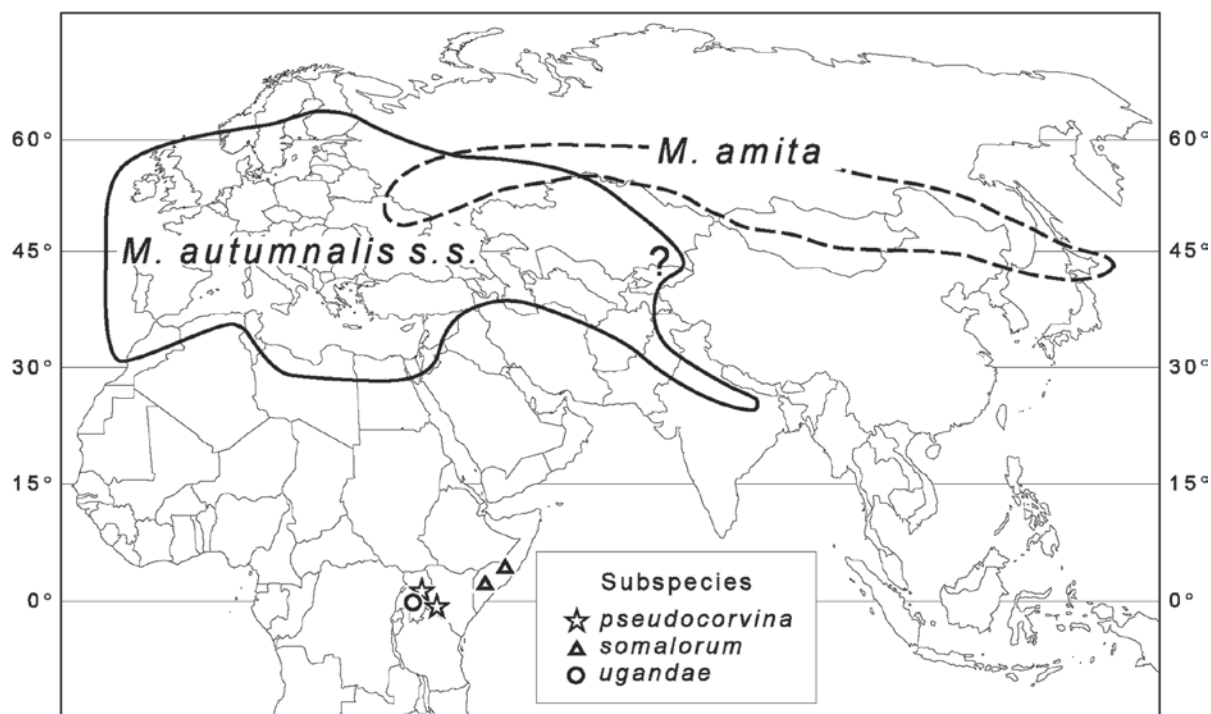 60° 60°
M. amita
M. autumnalis s.s.
?
45° 45°
30° 30°
15° 15°
Subspecies
pseudocorvina
somalorum
ugandae
0° 0°